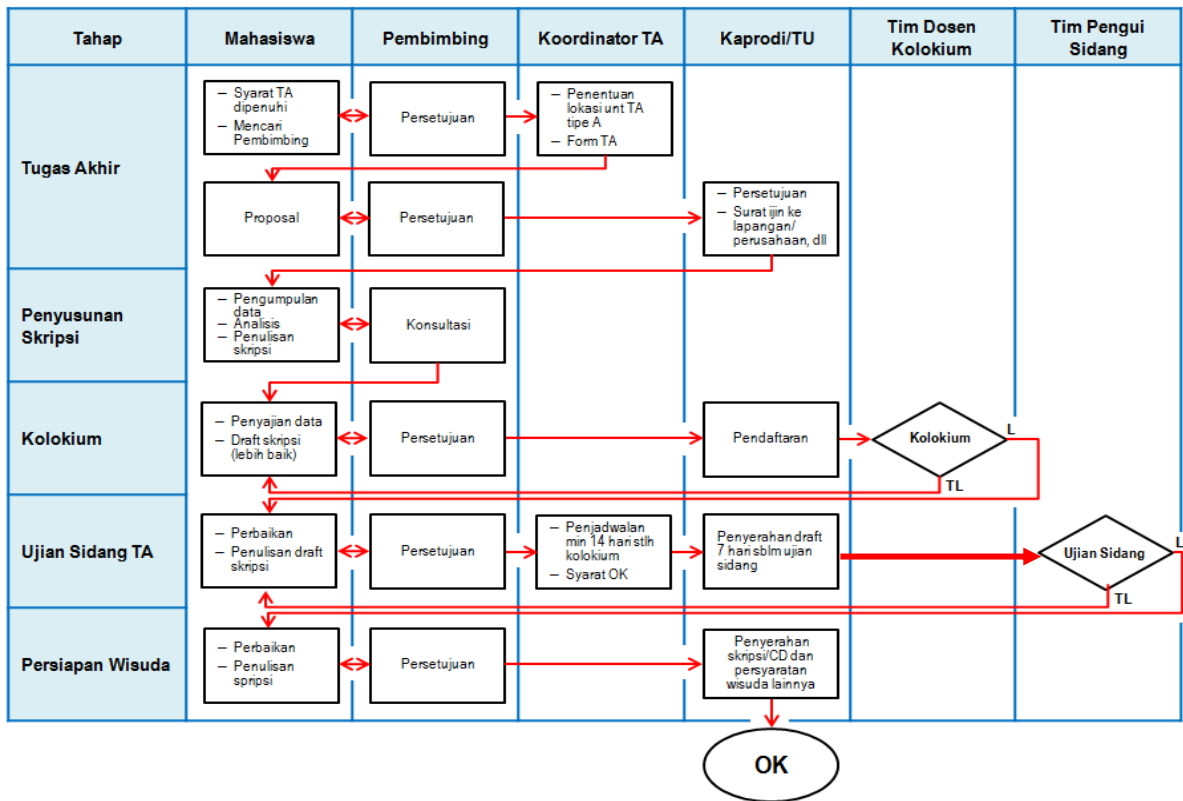 Tahap
Mahasiswa
Pembimbing
Koordinator TA
Kaprodi/TU
Tim Dosen
Kolokium
Tim Pengui
Sidang
Tugas Akhir
– Syarat TA
dipenuhi
– Mencari
Pembimbing
Persetujuan
– Penentuan
lokasi unt TA
tipe A
– Form TA
Proposal
Persetujuan
– Persetujuan
– Surat ijin ke
lapangan/
perusahaan, dll
Penyusunan
Skripsi
– Pengumpulan
data
– Analisis
– Penulisan
skripsi
Konsultasi
Kolokium
– Penyajian data
– Draft skripsi
(lebih baik)
Persetujuan
Pendaftaran
Kolokium
L
TL
Ujian Sidang TA
– Perbaikan
– Penulisan draft
skripsi
Persetujuan
– Penjadwalan
min 14 hari stlh
kolokium
– Syarat OK
Penyerahan draft
7 hari sblm ujian
sidang
Ujian Sidang
L
TL
Persiapan Wisuda
– Perbaikan
– Penulisan
spripsi
Persetujuan
Penyerahan
skripsi/CD dan
persyaratan
wisuda lainnya
OK